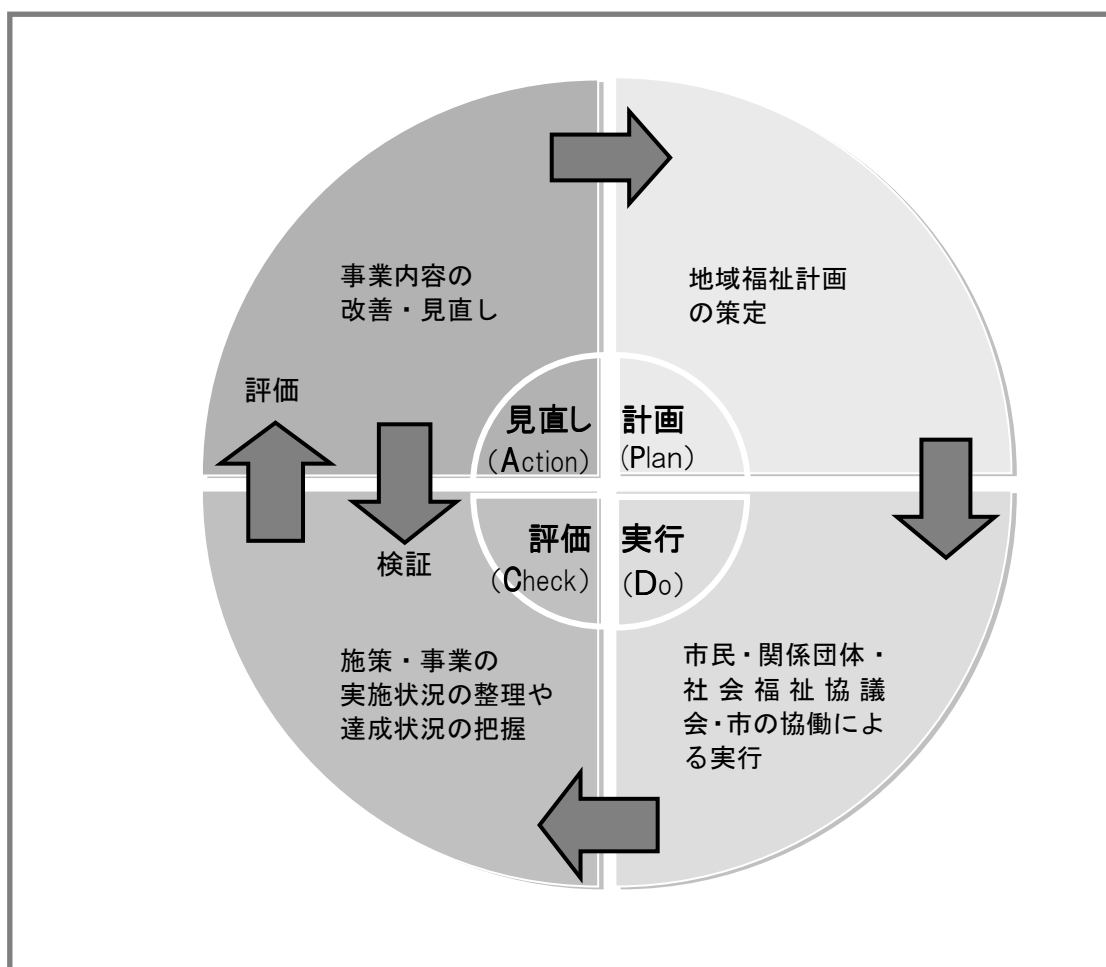 事業内容の
改善・見直し
地域福祉計画
の策定
評価
見直し
(Action)
計画
(Plan)
評価
(Check)
実行
(Do)
検証
施策・事業の
実施状況の整理や
達成状況の把握
市民・関係団体・
社会福祉協議
会・市の協働によ
る実行